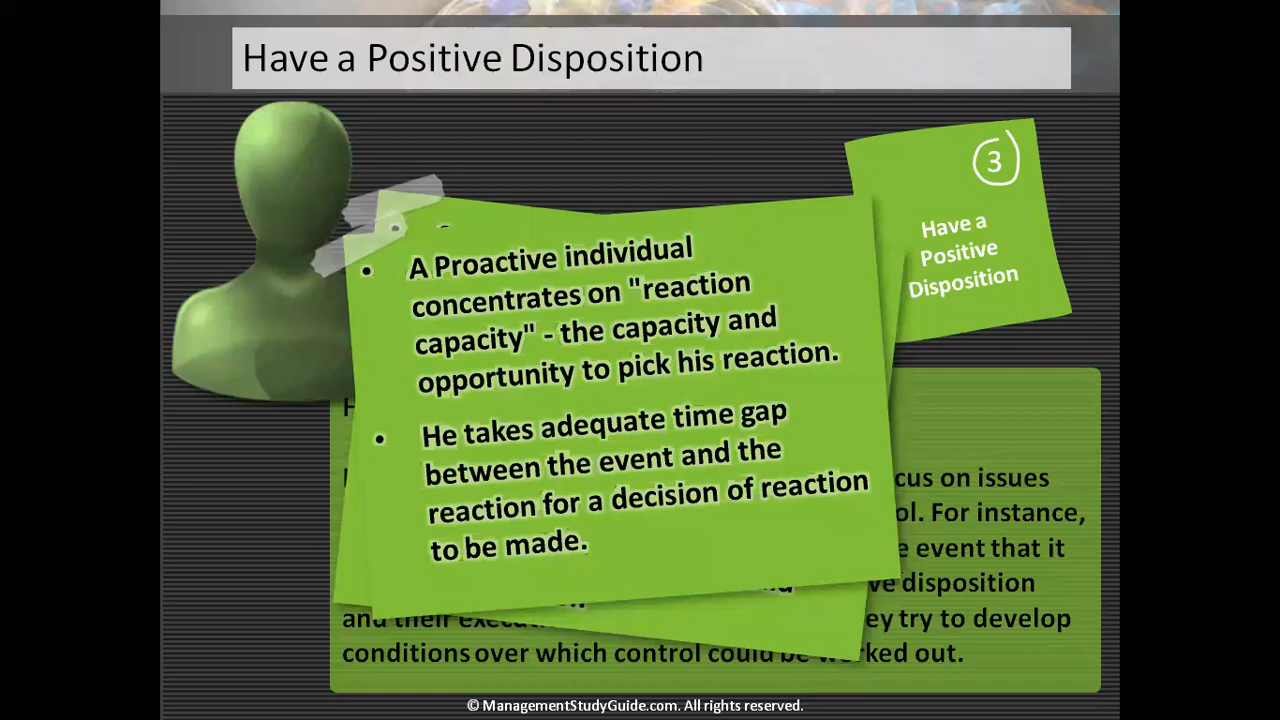 Have a Positive Disposition
3
Have a
Positive
Disposition
• A Proactive individual
concentrates on "reaction
capacity" - the capacity and
opportunity to pick his reaction.
• He takes adequate time gap
between the event and the
reaction for a decision of reaction
to be made.
cus on issues
ol. For instance,
e event that it
ve disposition
and their ey try to develop
conditions over which control could be worked out.
© ManagementStudyGuide.com. All rights reserved.